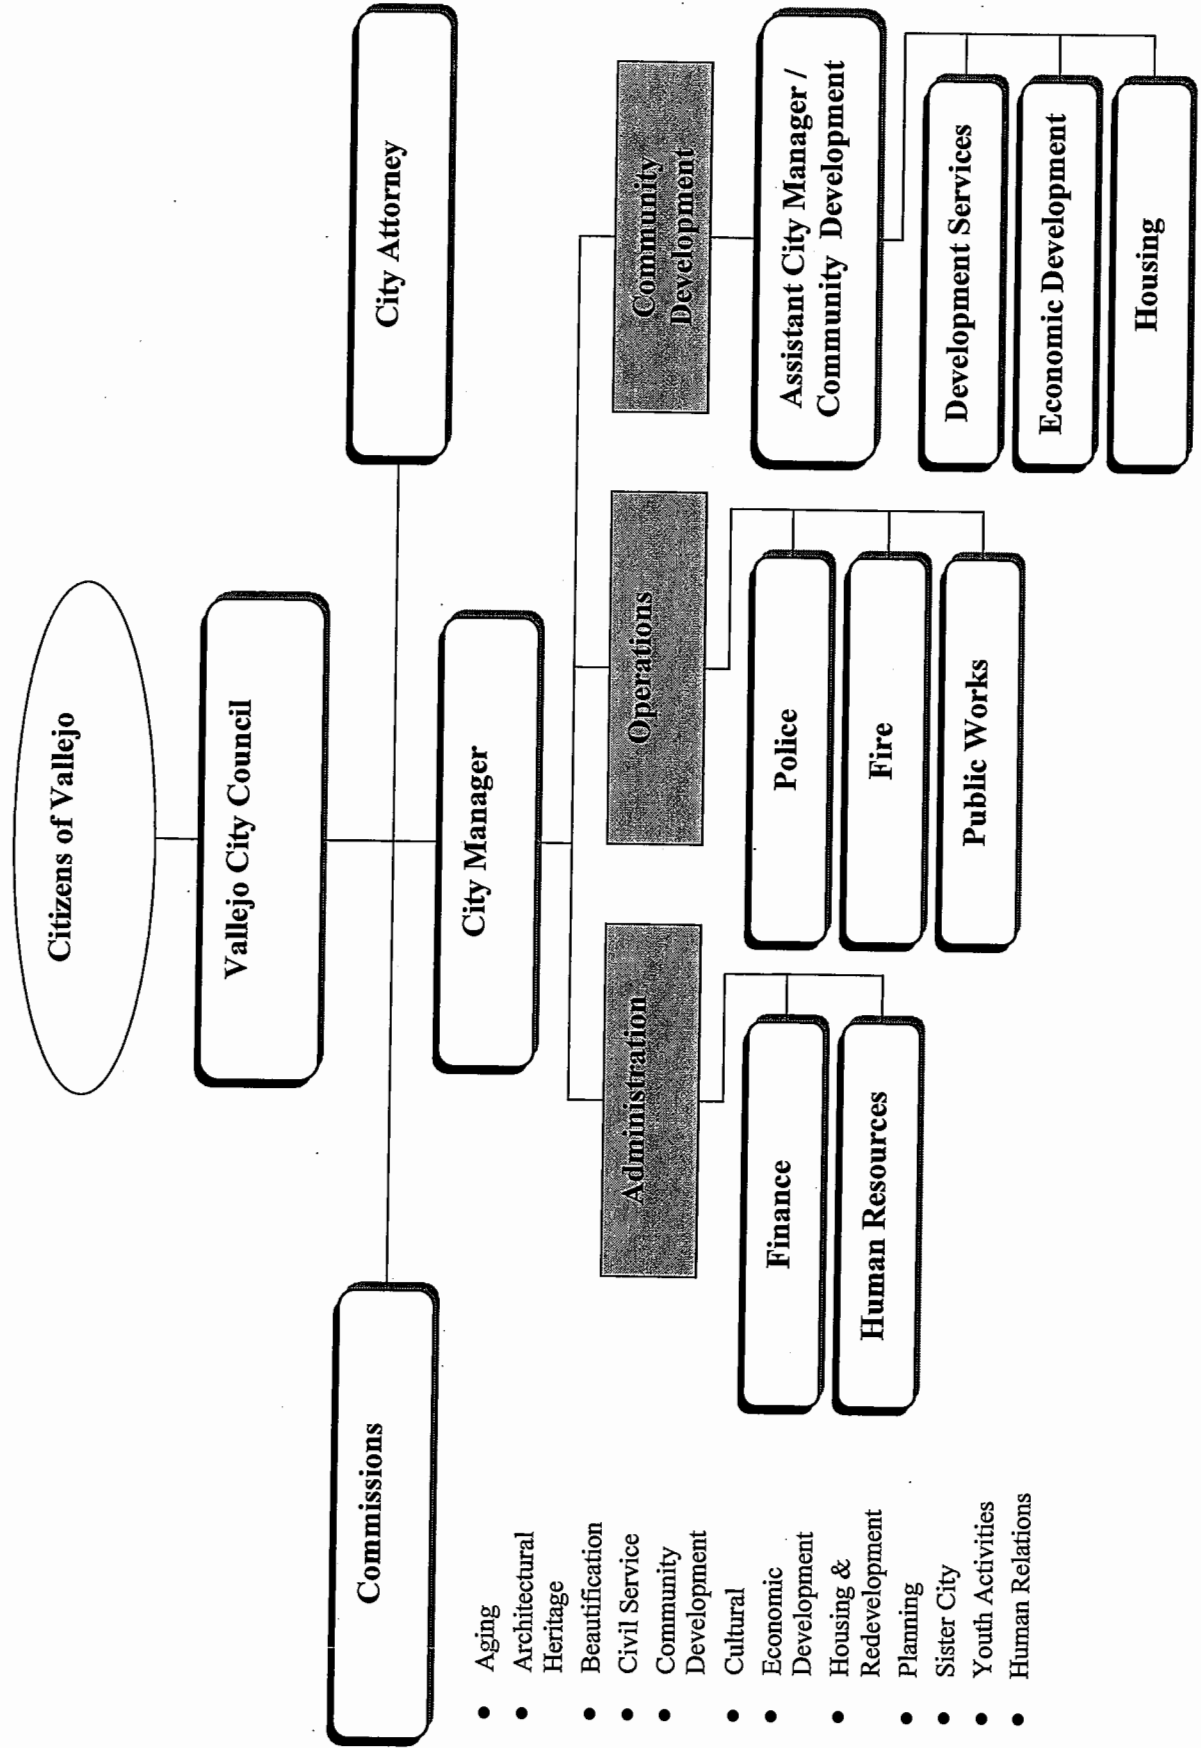 Citizens of Vallejo
Vallejo City Council
Commissions
City Attorney
City Manager
• Aging
• Architectural
Heritage
• Beautification
• Civil Service
• Community
Development
• Cultural
• Economic
Development
• Housing &
Redevelopment
• Planning
• Sister City
• Youth Activities
• Human Relations
Administration
Finance
Human Resources
Operations
Police
Fire
Public Works
Community
Development
Assistant City Manager /
Community Development
Development Services
Economic Development
Housing